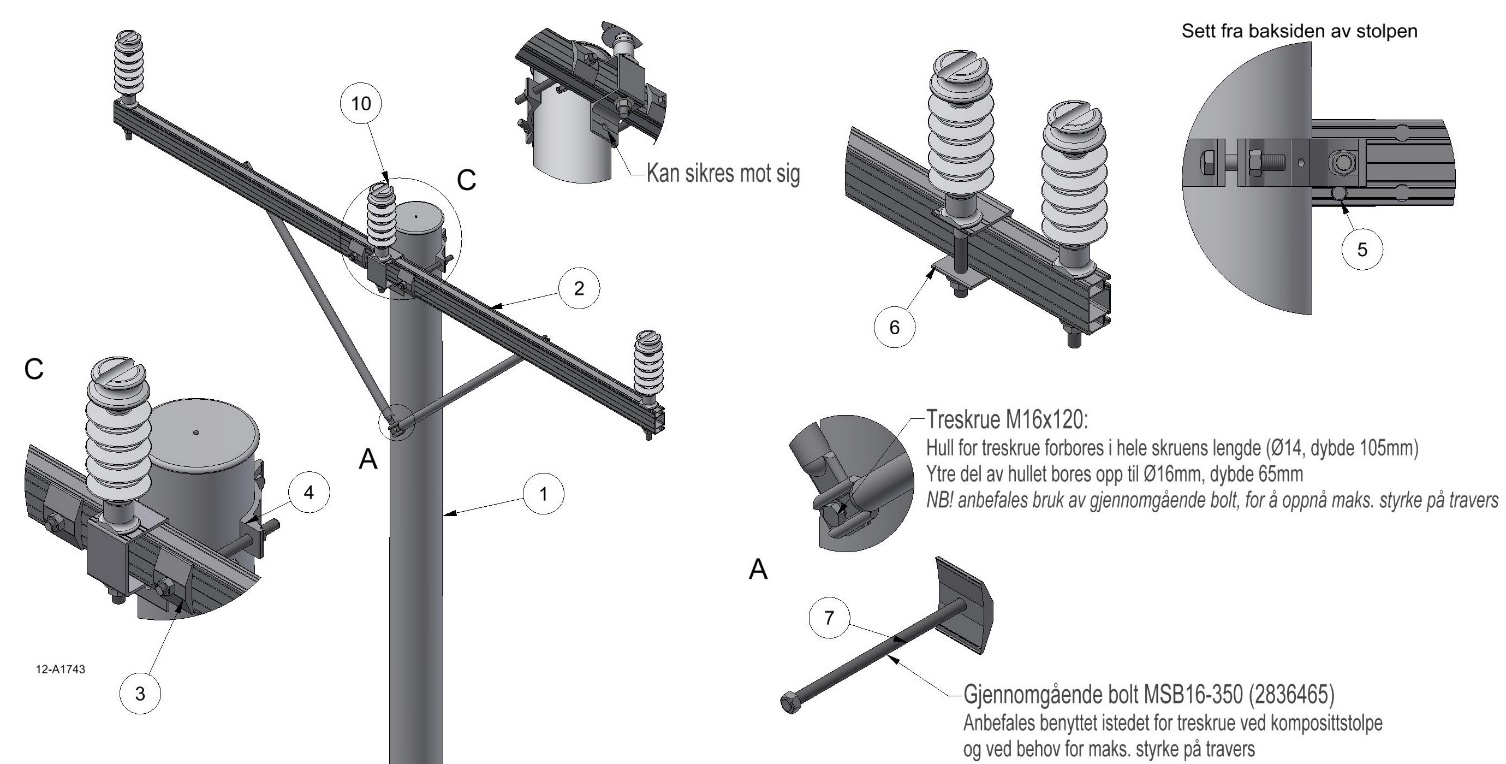 Sett fra baksiden av stolpen
10
C
Kan sikres mot sig
2
5
6
C
A
4
1
Treskrue M16x120:
Hull for treskrue forbores i hele skruens lengde (Ø14, dybde 105mm)
Ytre del av hullet bores opp til Ø16mm, dybde 65mm
NB! anbefales bruk av gjennomgående bolt, for å oppnå maks. styrke på travers
A
7
12-A1743
3
Gjennomgående bolt MSB16-350 (2836465)
Anbefales benyttet istedet for treskrue ved komposittstolpe
og ved behov for maks. styrke på travers